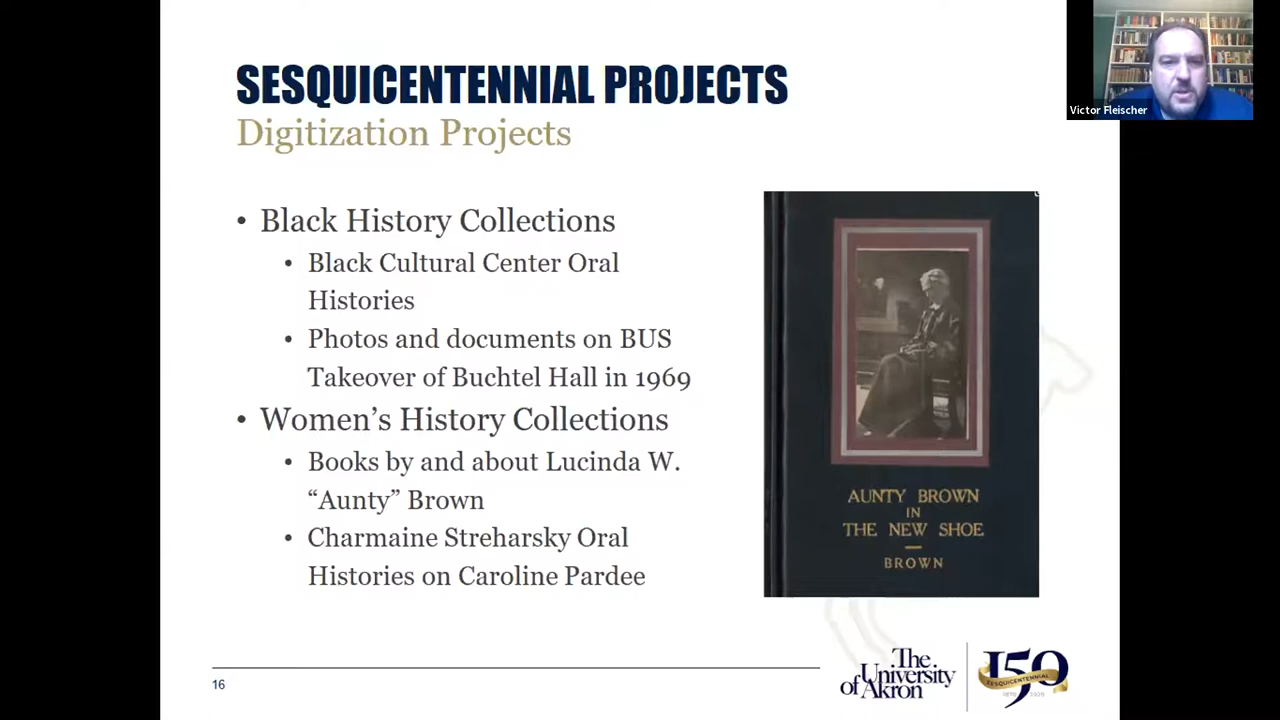 SESQUICENTENNIAL PROJECTS
Digitization Projects
• Black History Collections
• Black Cultural Center Oral
Histories
• Photos and documents on BUS
Takeover of Buchtel Hall in 1969
• Women’s History Collections
• Books by and about Lucinda W.
“Aunty” Brown
• Charmaine Streharsky Oral
Histories on Caroline Pardee
AUNTY BROWN
IN
THE NEW SHOE
BROWN
Victor Fleischer
16
The
University
of Akron
150
SESQUICENTENNIAL